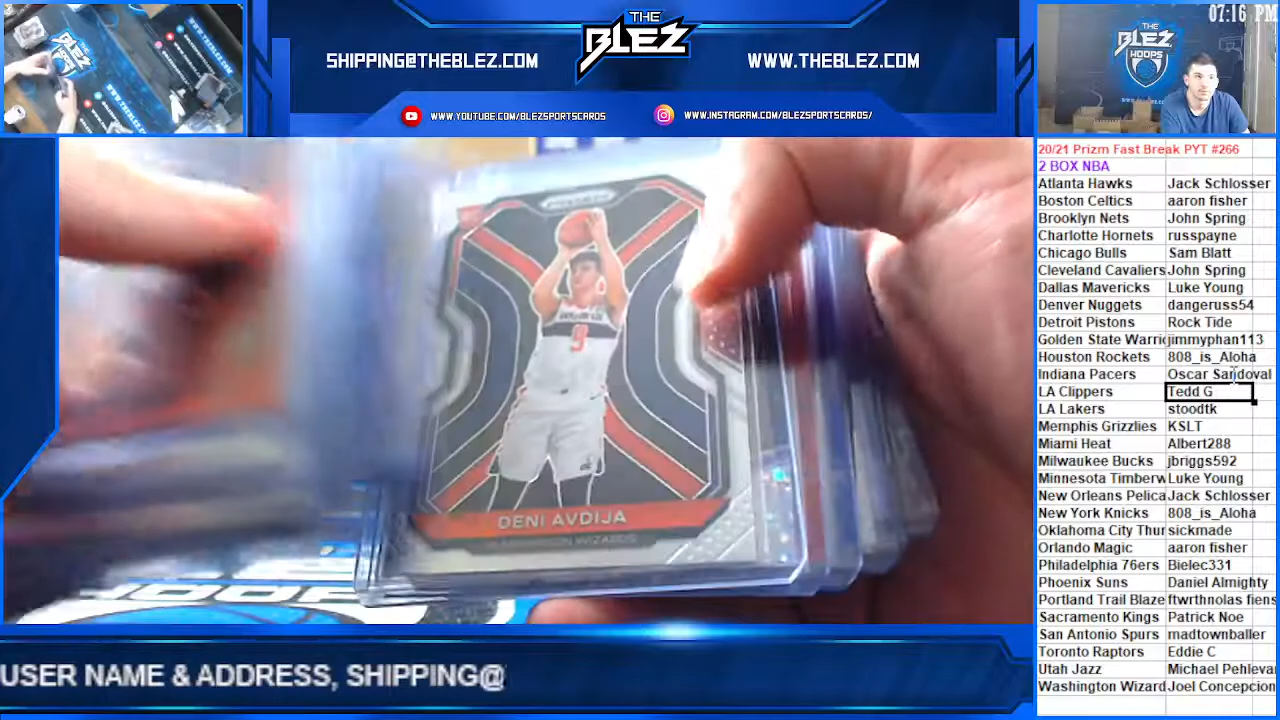 THE
BLEZ
SHIPPING@THEBLEZ.COM
WWW.THEBLEZ.COM
WWW.YOUTUBE.COM/BLEZSPORTSCARDS
WWW.INSTAGRAM.COM/BLEZSPORTSCARDS/
07:16 PM
THE
BLEZ
HOOPS
20/21 Prizm Fast Break PYT #266
2 BOX NBA
Atlanta Hawks Jack Schlosser
Boston Celtics aaron fisher
Brooklyn Nets John Spring
Charlotte Hornets russpayne
Chicago Bulls Sam Blatt
Cleveland Cavaliers John Spring
Dallas Mavericks Luke Young
Denver Nuggets dangeruss54
Detroit Pistons Rock Tide
Golden State Warri jimmyphan113
Houston Rockets 808_is_Aloha
Indiana Pacers Oscar Sandoval
LA Clippers Tedd G
LA Lakers stoodtk
Memphis Grizzlies KSLT
Miami Heat Albert288
Milwaukee Bucks jbriggs592
Minnesota Timberw Luke Young
New Orleans Pelica Jack Schlosser
New York Knicks 808_is_Aloha
Oklahoma City Thur sickmade
Orlando Magic aaron fisher
Philadelphia 76ers Bielec331
Phoenix Suns Daniel Almighty
Portland Trail Blaze ftwrthnolas fiens
Sacramento Kings Patrick Noe
San Antonio Spurs madtownballer
Toronto Raptors Eddie C
Utah Jazz Michael Pehleva
Washington Wizard Joel Concepcion
9
DENI AVDIJA
WIZARDS
USER NAME & ADDRESS, SHIPPING@